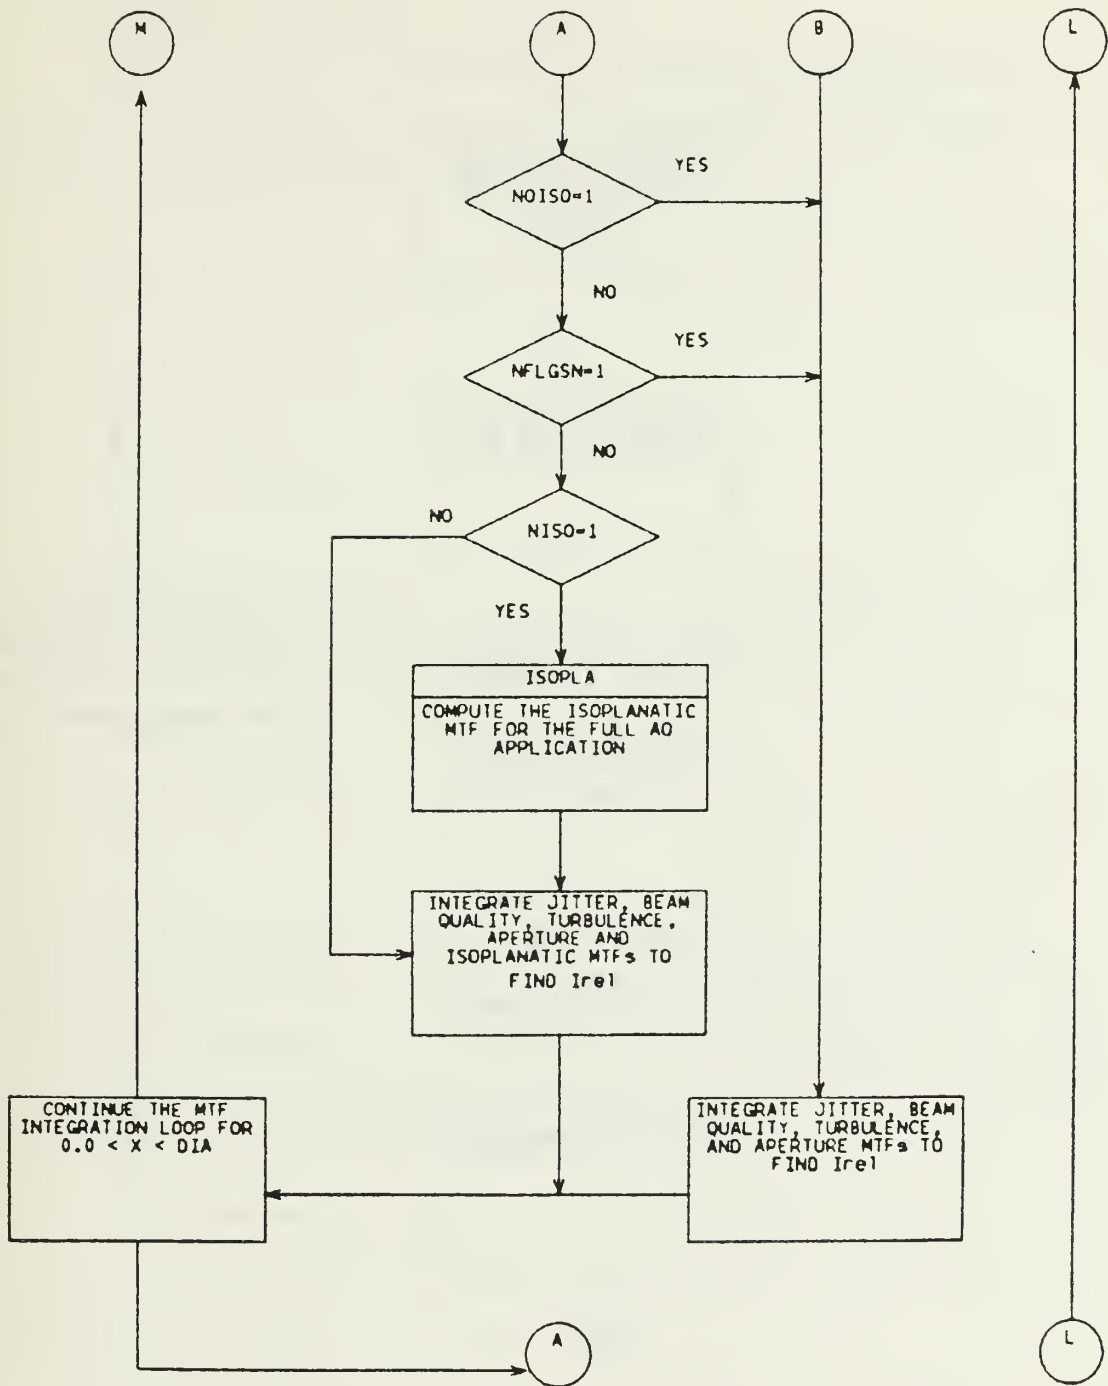 M
A
B
L
NOISO=1
YES
NO
NFLGSN=1
YES
NO
NISO=1
NO
YES
ISOPLA
COMPUTE THE ISOPLANATIC
MTF FOR THE FULL AO
APPLICATION
INTEGRATE JITTER, BEAM
QUALITY, TURBULENCE,
APERTURE AND
ISOPLANATIC MTFs TO
FIND Irel
CONTINUE THE MTF
INTEGRATION LOOP FOR
0.0 < X < DIA
INTEGRATE JITTER, BEAM
QUALITY, TURBULENCE,
AND APERTURE MTFs TO
FIND Irel
A
L